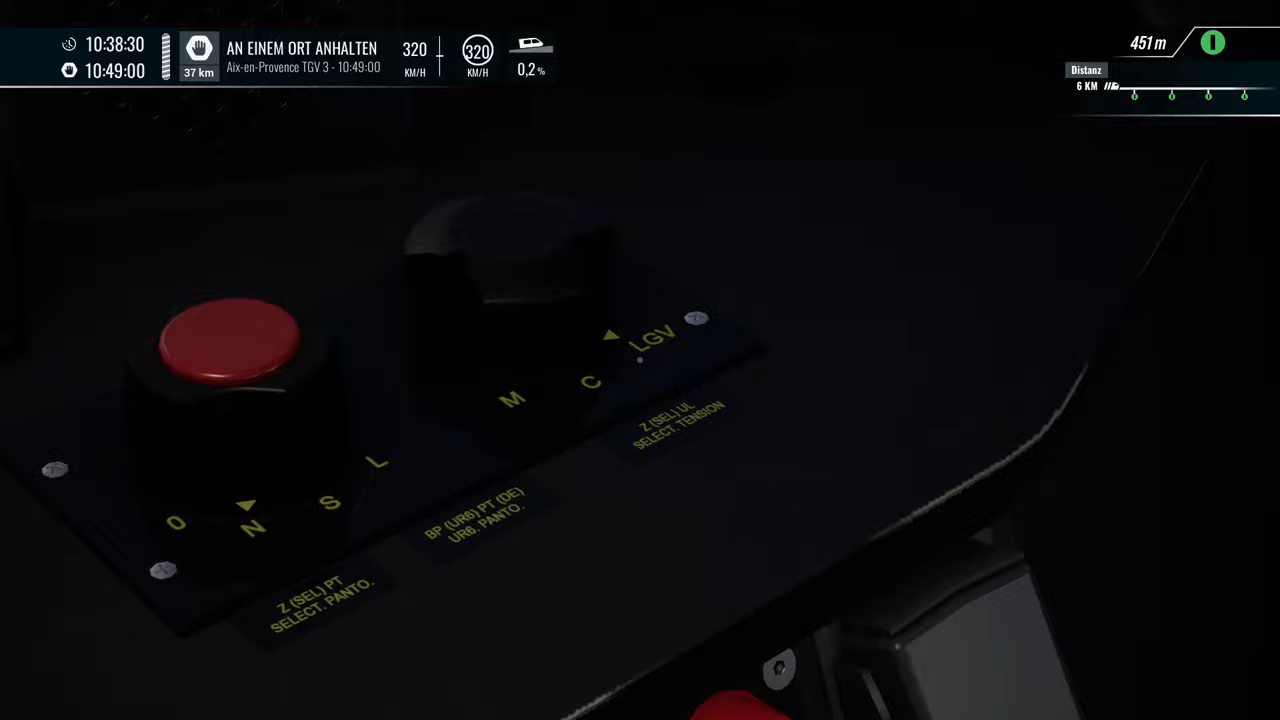 10:38:30
10:49:00
37 km
AN EINEM ORT ANHALTEN
Aix-en-Provence TGV 3 - 10:49:00
320
KM/H
320
KM/H
0,2 %
451 m
Distanz
6 KM
LGV
C
M
L
S
N
0
Z (SEL) UL
SELECT. TENSION
BP (UR6) PT (DE)
UR6. PANTO.
Z (SEL) PT
SELECT. PANTO.